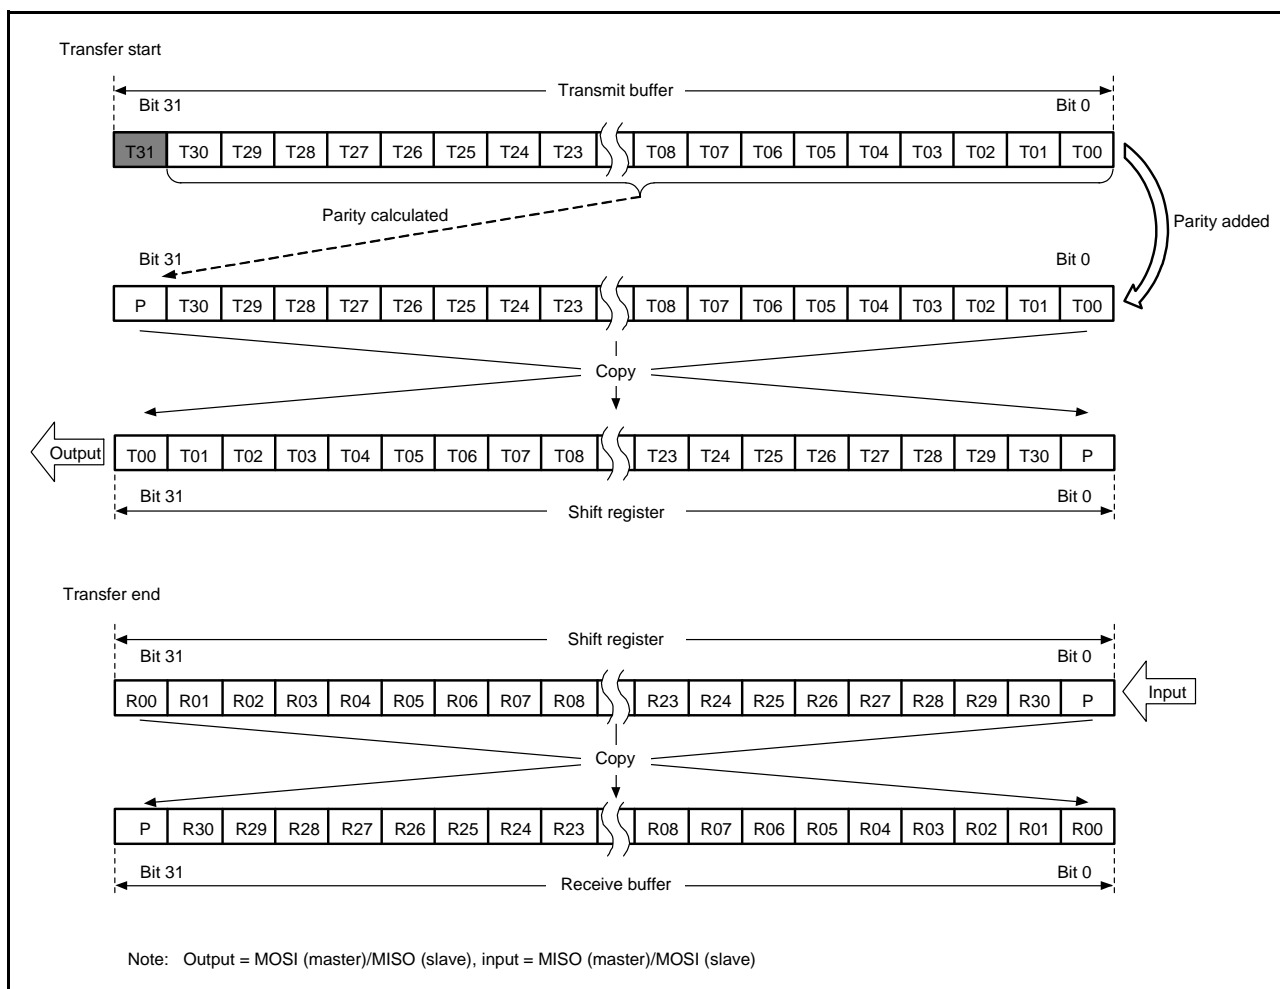 Transfer start
Transmit buffer
Bit 31 Bit 0
T31 T30 T29 T28 T27 T26 T25 T24 T23 T08 T07 T06 T05 T04 T03 T02 T01 T00
Parity calculated
Parity added
Bit 31 Bit 0
P T30 T29 T28 T27 T26 T25 T24 T23 T08 T07 T06 T05 T04 T03 T02 T01 T00
Copy
Output
T00 T01 T02 T03 T04 T05 T06 T07 T08 T23 T24 T25 T26 T27 T28 T29 T30 P
Bit 31 Bit 0
Shift register
Transfer end
Shift register
Bit 31 Bit 0
R00 R01 R02 R03 R04 R05 R06 R07 R08 R23 R24 R25 R26 R27 R28 R29 R30 P
Input
Copy
P R30 R29 R28 R27 R26 R25 R24 R23 R08 R07 R06 R05 R04 R03 R02 R01 R00
Bit 31 Bit 0
Receive buffer
Note: Output = MOSI (master)/MISO (slave), input = MISO (master)/MOSI (slave)